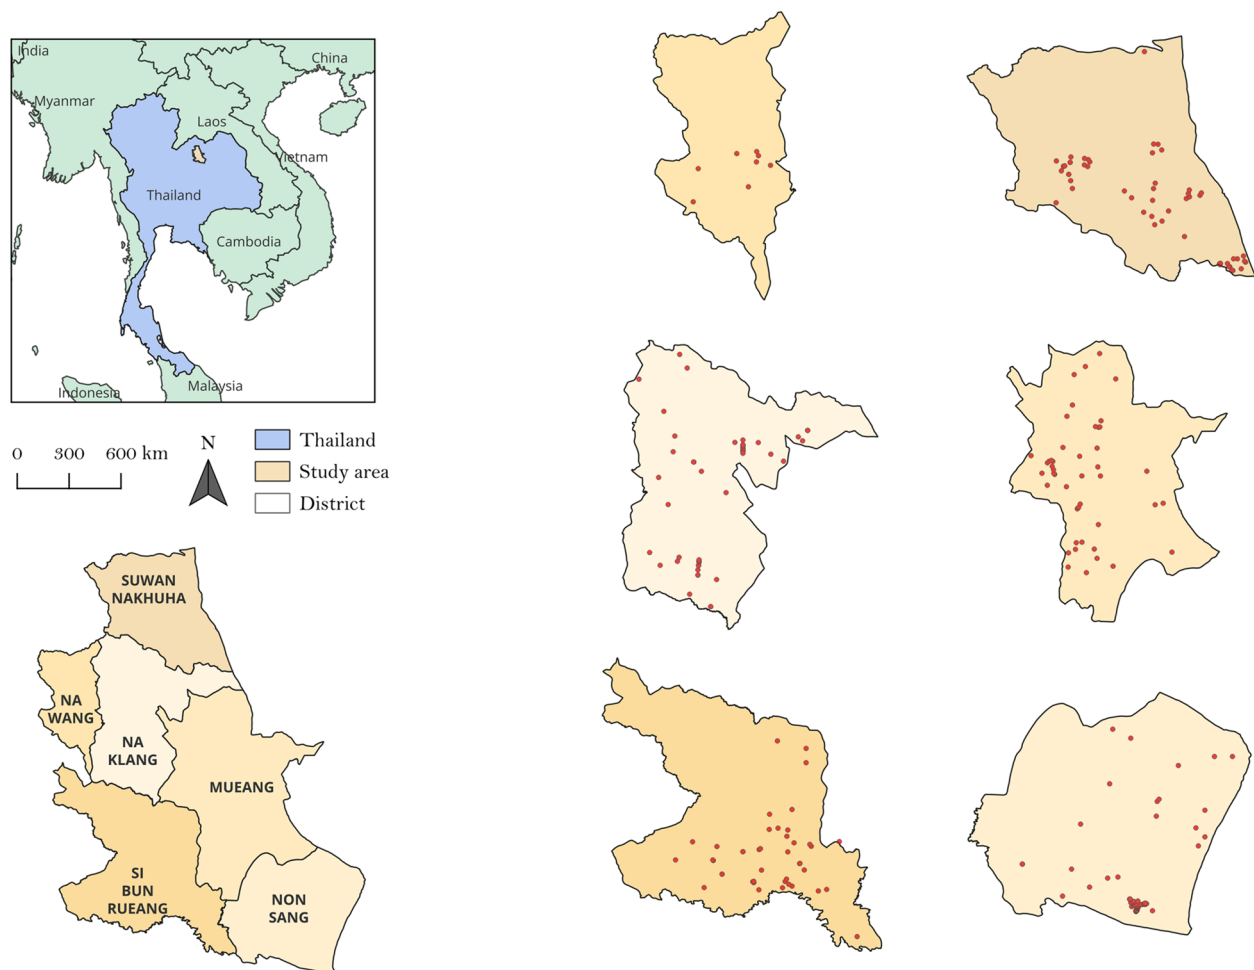 India
China
Myanmar
Laos
Vietnam
Thailand
Cambodia
Indonesia
Malaysia
0 300 600 km
N
Thailand
Study area
District
SUWAN
NAKHUHA
NA
WANG
NA
KLANG
MUEANG
SI
BUN
RUEANG
NON
SANG